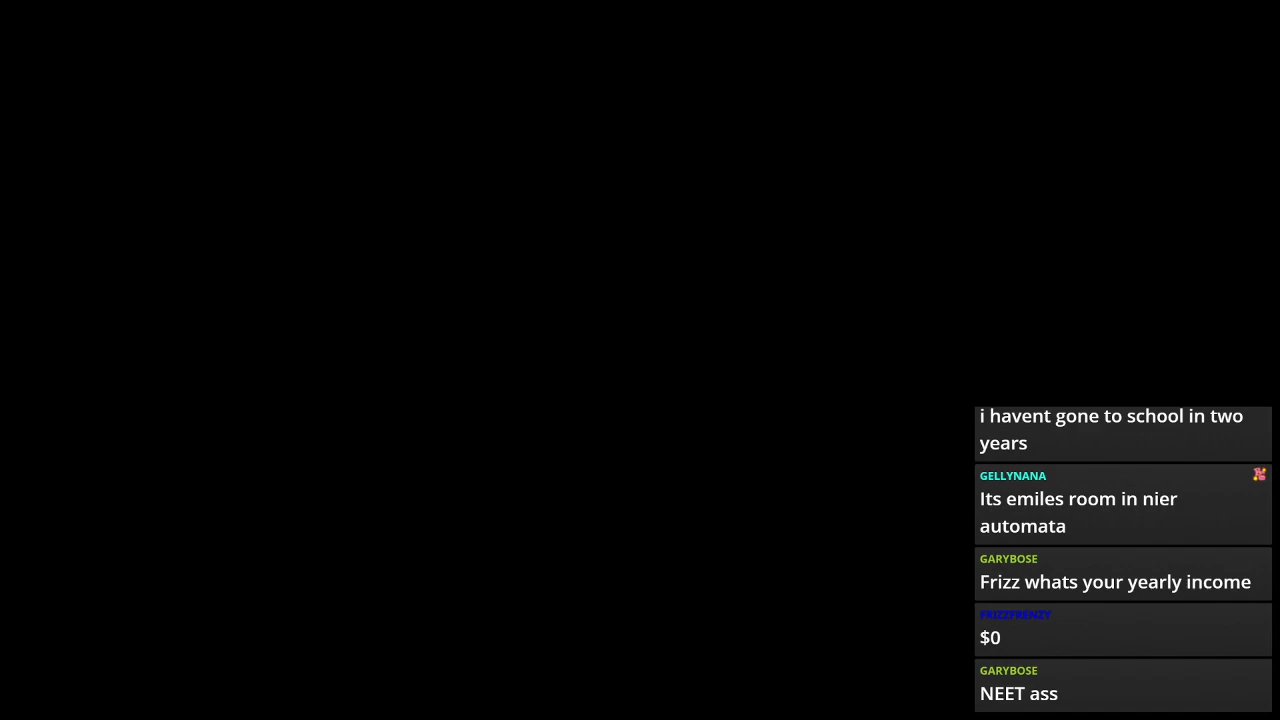 i havent gone to school in two
years
GELLYNANA
Its emiles room in nier
automata
GARYBOSE
Frizz whats your yearly income
FRIZZFRENZY
$0
GARYBOSE
NEET ass